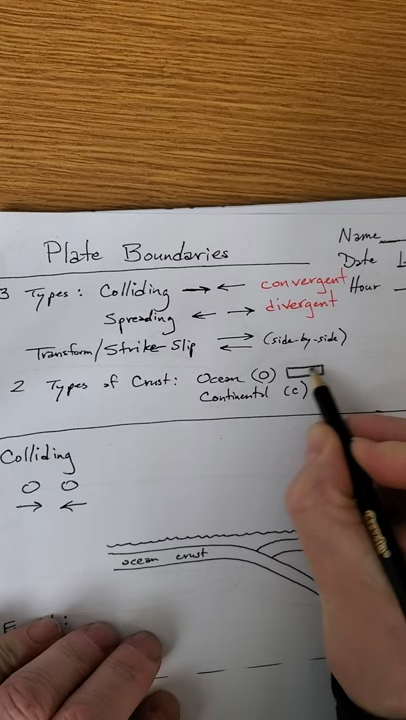 Name
Plate Boundaries
Date
3 Types: Colliding → ← convergent
Hour
Spreading ← → divergent
Transform/Strike-Slip → ← (side-by-side)
2 Types of Crust: Ocean (O)
Continental (C)
Colliding
O O
→ ←
ocean crust